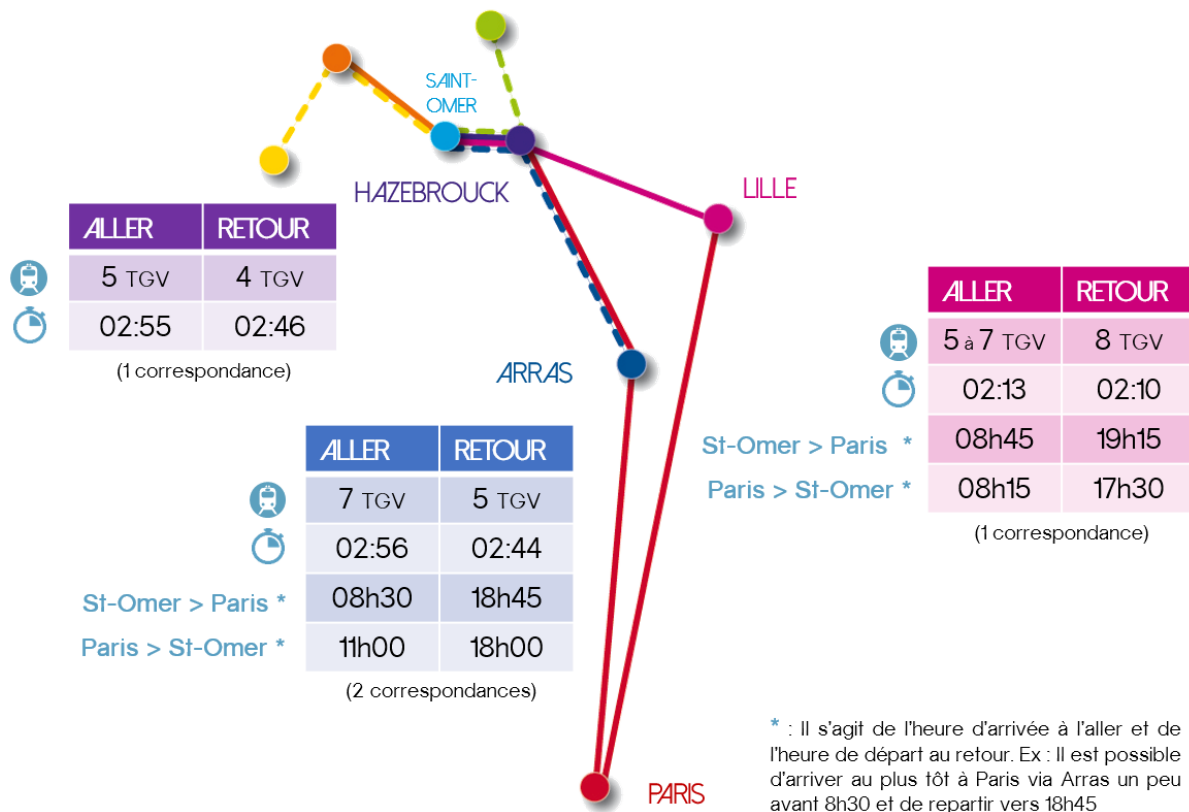 SAINT-
OMER
HAZEBROUCK
LILLE
ALLER RETOUR
5 TGV 4 TGV
02:55 02:46
(1 correspondance)
ARRAS
ALLER RETOUR
5 à 7 TGV 8 TGV
02:13 02:10
St-Omer > Paris * 08h45 19h15
Paris > St-Omer * 08h15 17h30
(1 correspondance)
ALLER RETOUR
7 TGV 5 TGV
02:56 02:44
St-Omer > Paris * 08h30 18h45
Paris > St-Omer * 11h00 18h00
(2 correspondances)
* : Il s'agit de l'heure d'arrivée à l'aller et de
l'heure de départ au retour. Ex : Il est possible
d'arriver au plus tôt à Paris via Arras un peu
avant 8h30 et de repartir vers 18h45
PARIS